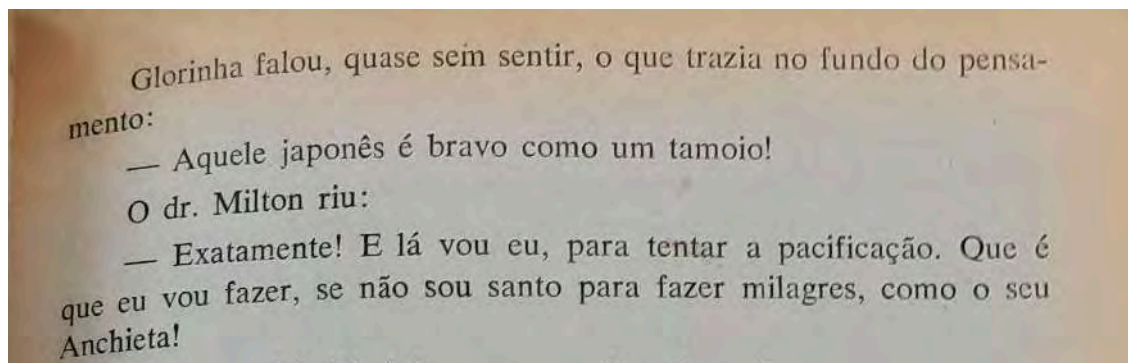 Glorinha falou, quase sem sentir, o que trazia no fundo do pensa-
mento:
— Aquele japonês é bravo como um tamoio!
O dr. Milton riu:
— Exatamente! E lá vou eu, para tentar a pacificação. Que é
que eu vou fazer, se não sou santo para fazer milagres, como o seu
Anchieta!